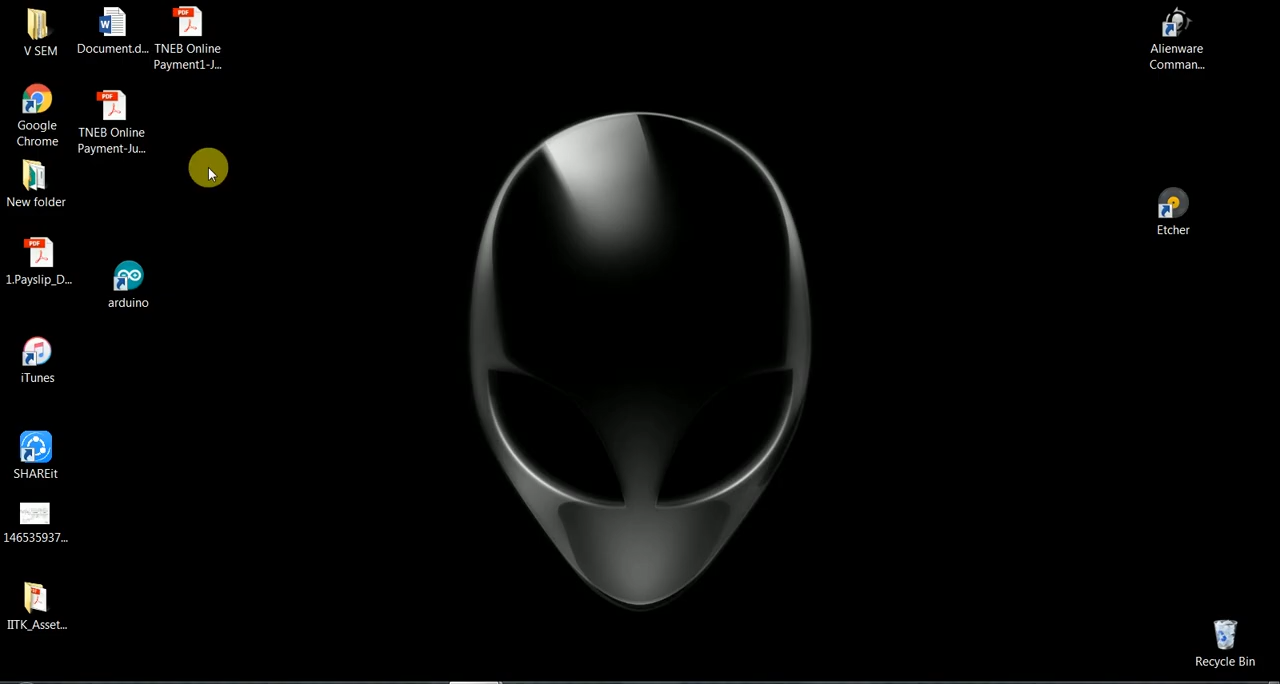 V SEM
Document.d...
TNEB Online
Payment1-J...
Google
Chrome
TNEB Online
Payment-Ju...
New folder
1.Payslip_D...
arduino
iTunes
SHAREit
146535937...
IITK_Asset...
Alienware
Comman...
Etcher
Recycle Bin